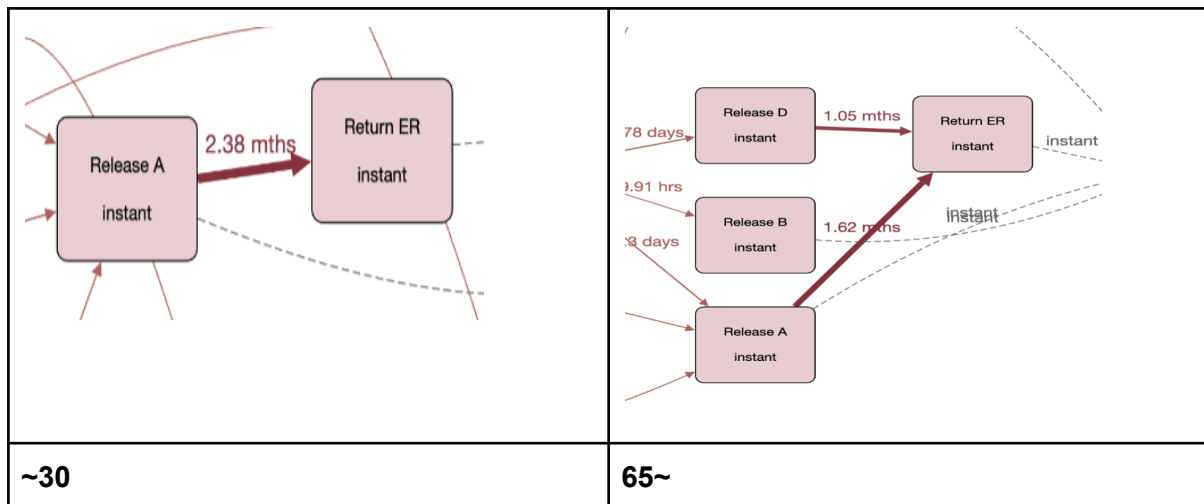 2.38 mths
Return ER
instant
Release A
instant
Release D
instant
1.05 mths
Return ER
instant
instant
78 days
9.91 hrs
Release B
instant
instant
instant
1.62 mths
3 days
Release A
instant
~30
65~